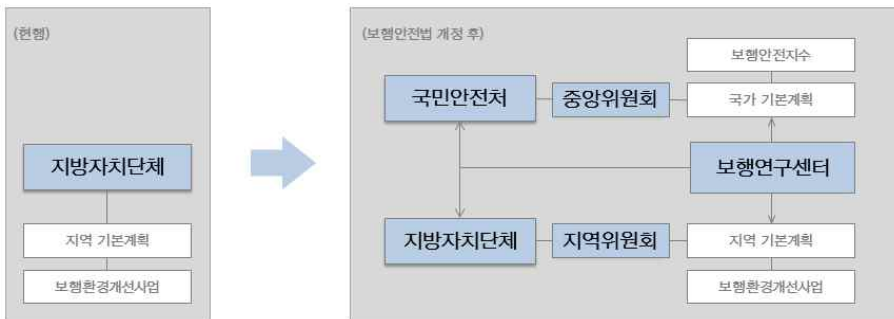 (현행)
지방자치단체
지역 기본계획
보행환경개선사업
(보행안전법 개정 후)
보행안전지수
국민안전처
중앙위원회
국가 기본계획
보행연구센터
지방자치단체
지역위원회
지역 기본계획
보행환경개선사업